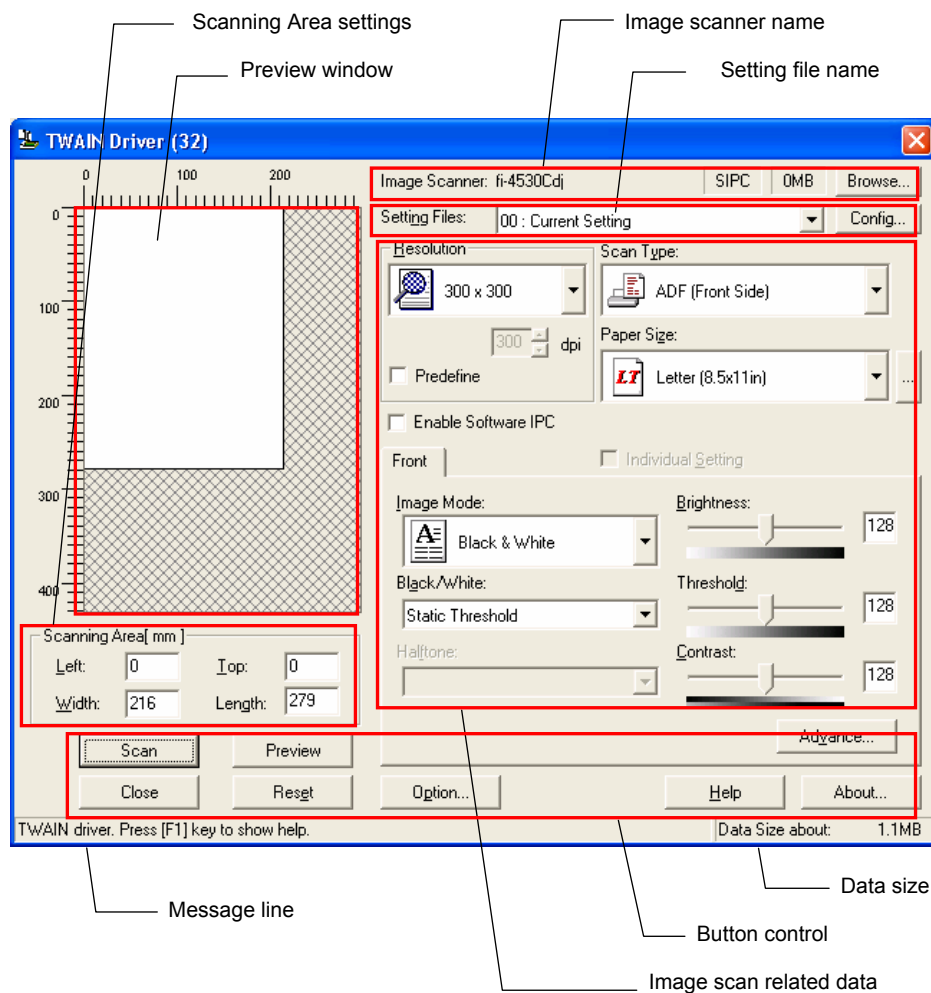 Scanning Area settings
Image scanner name
Preview window
Setting file name
TWAIN Driver (32)
0 100 200
Image Scanner: fi-4530Cdj SIPC 0MB Browse...
0
Setting Files: 00 : Current Setting Config...
Resolution
Scan Type:
300 x 300
ADF (Front Side)
100
300 dpi
Paper Size:
Predefine
LT Letter (8.5x11in) ...
200
Enable Software IPC
Front
Individual Setting
300
Image Mode:
Brightness:
A Black & White
128
Black/White:
Threshold:
400
Static Threshold
128
Scanning Area[ mm ]
Halftone:
Contrast:
Left: 0 Top: 0
128
Width: 216 Length: 279
Advance...
Scan Preview
Close Reset Option... Help About...
TWAIN driver. Press [F1] key to show help.
Data Size about: 1.1MB
Data size
Message line
Button control
Image scan related data